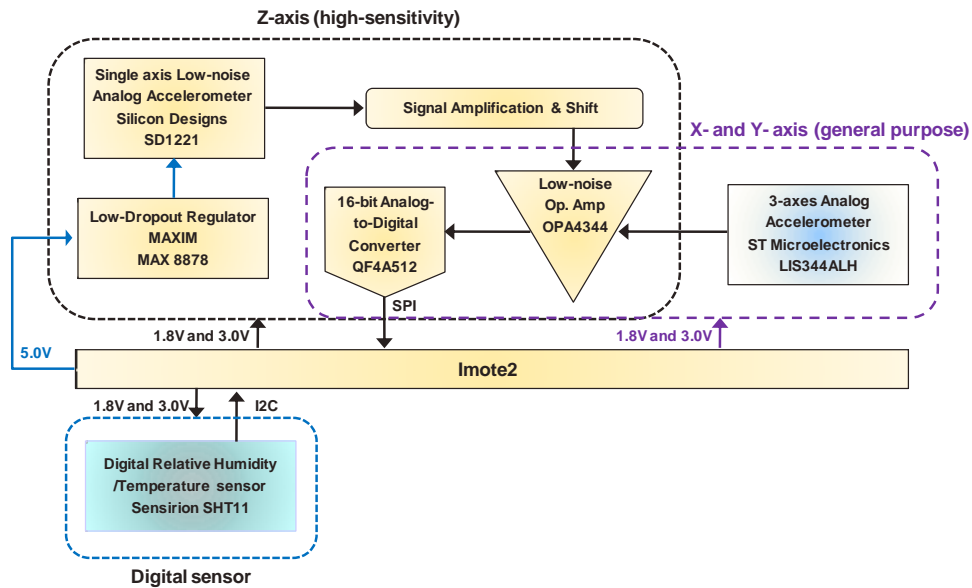 Z-axis (high-sensitivity)
Single axis Low-noise
Analog Accelerometer
Silicon Designs
SD1221
Signal Amplification & Shift
X- and Y- axis (general purpose)
Low-Dropout Regulator
MAXIM
MAX 8878
16-bit Analog-
to-Digital
Converter
QF4A512
Low-noise
Op. Amp
OPA4344
3-axes Analog
Accelerometer
ST Microelectronics
LIS344ALH
SPI
1.8V and 3.0V
1.8V and 3.0V
5.0V
Imote2
1.8V and 3.0V
I2C
Digital Relative Humidity
/Temperature sensor
Sensirion SHT11
Digital sensor